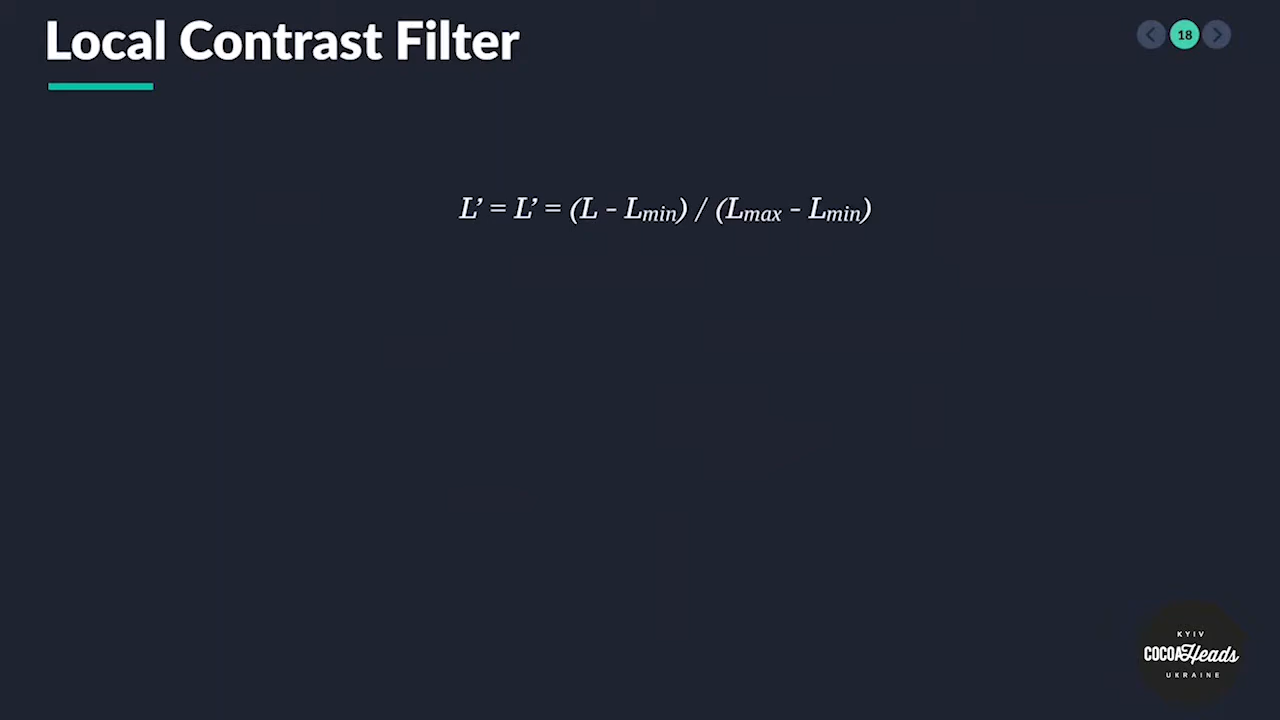 Local Contrast Filter
18
L’ = L’ = (L - Lmin) / (Lmax - Lmin)
KYIV
COCOAHeads
UKRAINE